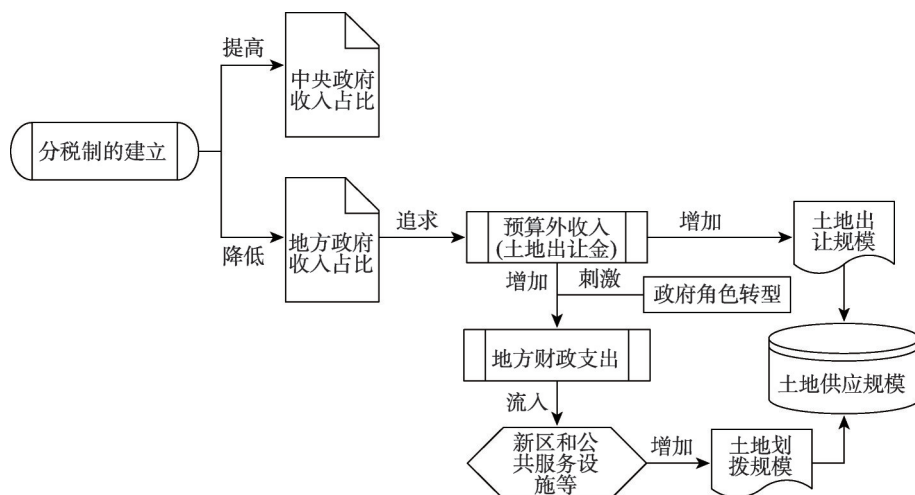 提高
中央政府
收入占比
分税制的建立
降低
地方政府
收入占比
追求
预算外收入
(土地出让金)
增加
土地出
让规模
增加
刺激
政府角色转型
地方财政支出
土地供应规模
流入
新区和公
共服务设
施等
增加
土地划
拨规模